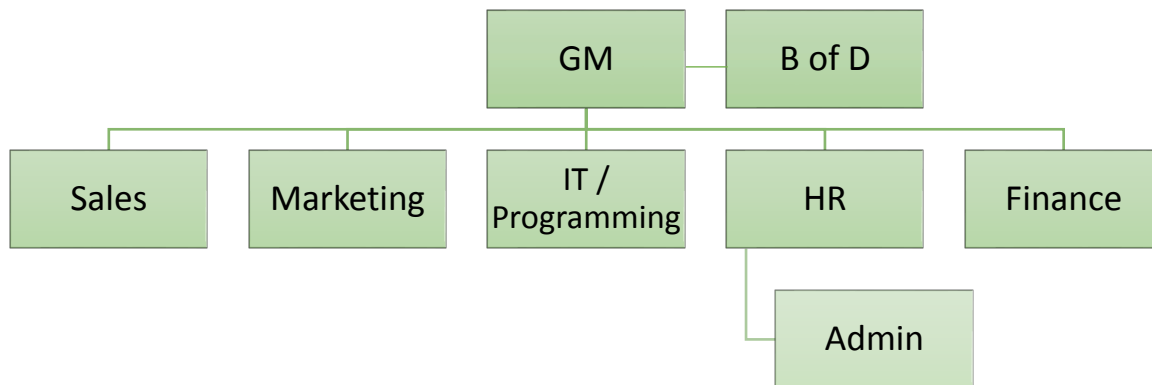 GM
B of D
Sales
Marketing
IT /
Programming
HR
Finance
Admin